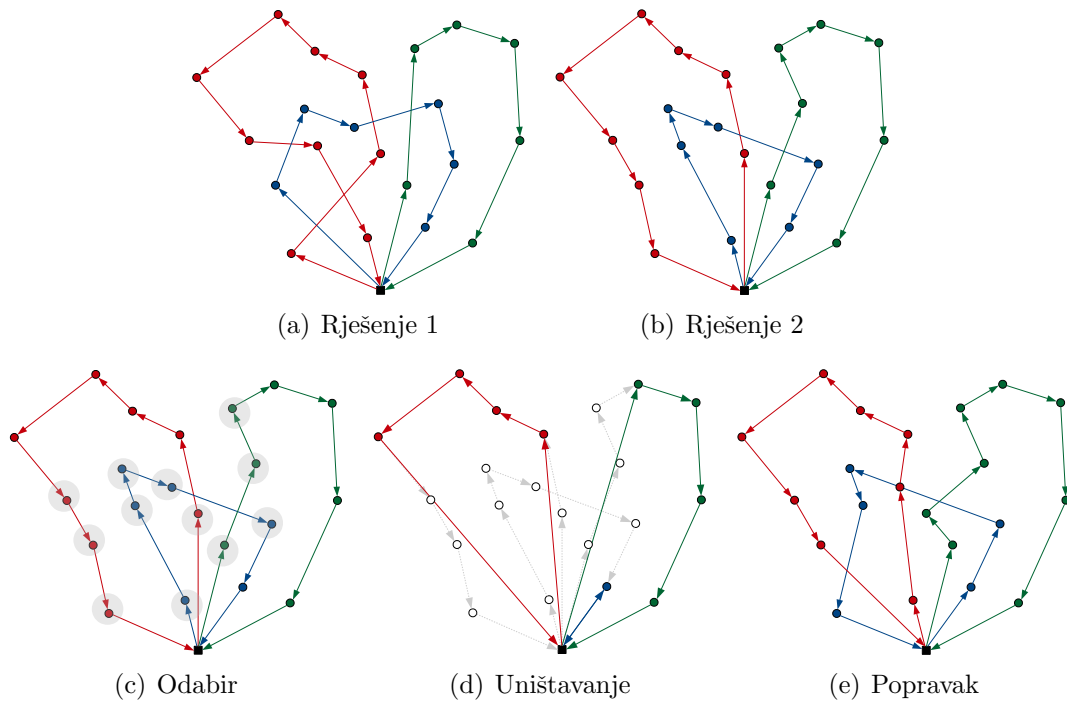 (a) Rješenje 1
(b) Rješenje 2
(c) Odabir
(d) Uništavanje
(e) Popravak